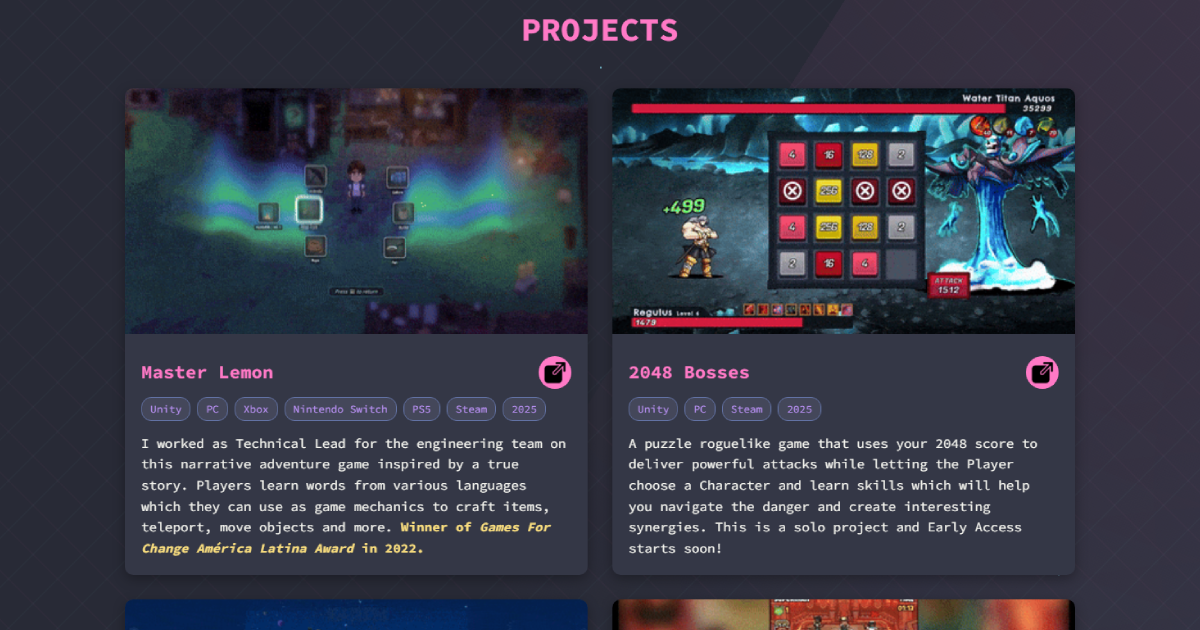 PROJECTS
Press to return
Water Titan Aquos
35299
4 16 128 2
256
+499
4 256 128 2
2 16 4
ATTACK
1512
Regulus Level 4
1479
Master Lemon
Unity PC Xbox Nintendo Switch PS5 Steam 2025
I worked as Technical Lead for the engineering team on
this narrative adventure game inspired by a true
story. Players learn words from various languages
which they can use as game mechanics to craft items,
teleport, move objects and more. Winner of Games For
Change América Latina Award in 2022.
2048 Bosses
Unity PC Steam 2025
A puzzle roguelike game that uses your 2048 score to
deliver powerful attacks while letting the Player
choose a Character and learn skills which will help
you navigate the danger and create interesting
synergies. This is a solo project and Early Access
starts soon!